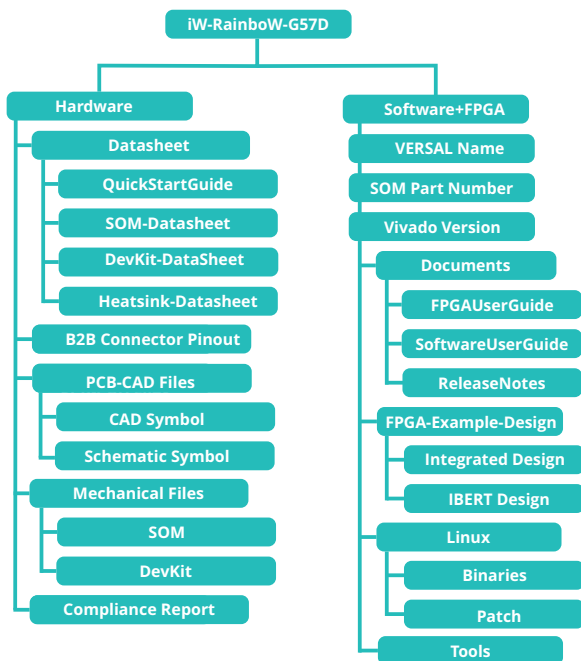 iW-RainboW-G57D
Hardware
Datasheet
QuickStartGuide
SOM-Datasheet
DevKit-DataSheet
Heatsink-Datasheet
B2B Connector Pinout
PCB-CAD Files
CAD Symbol
Schematic Symbol
Mechanical Files
SOM
DevKit
Compliance Report
Software+FPGA
VERSAL Name
SOM Part Number
Vivado Version
Documents
FPGAUserGuide
SoftwareUserGuide
ReleaseNotes
FPGA-Example-Design
Integrated Design
IBERT Design
Linux
Binaries
Patch
Tools